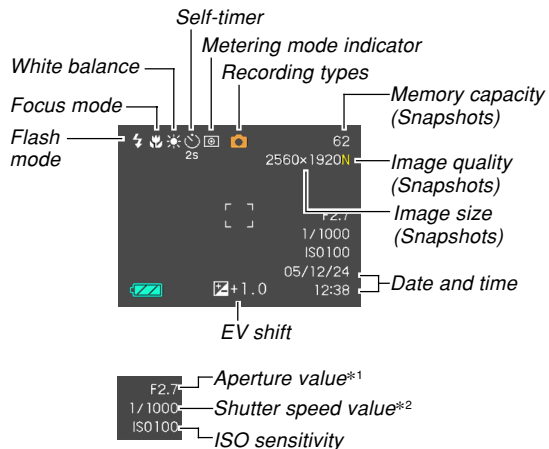 Self-timer
Metering mode indicator
White balance
Recording types
Focus mode
Memory capacity
(Snapshots)
Flash
mode
62
2s
2560×1920N
Image quality
(Snapshots)
Image size
(Snapshots)
F2.7
1/1000
ISO100
05/12/24
12:38
Date and time
+1.0
EV shift
F2.7
Aperture value*1
1/1000
Shutter speed value*2
ISO100
ISO sensitivity